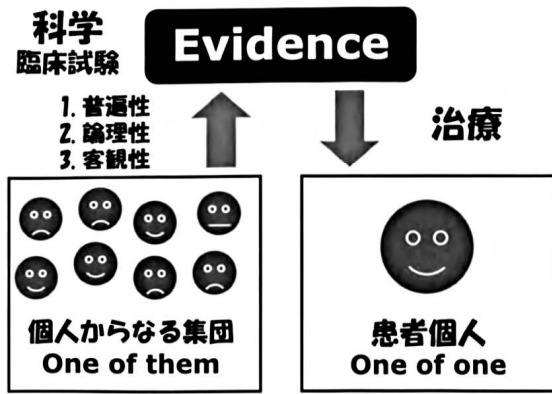 科学
臨床試験
Evidence
1. 普遍性
2. 論理性
3. 客観性
治療
個人からなる集団
One of them
患者個人
One of one